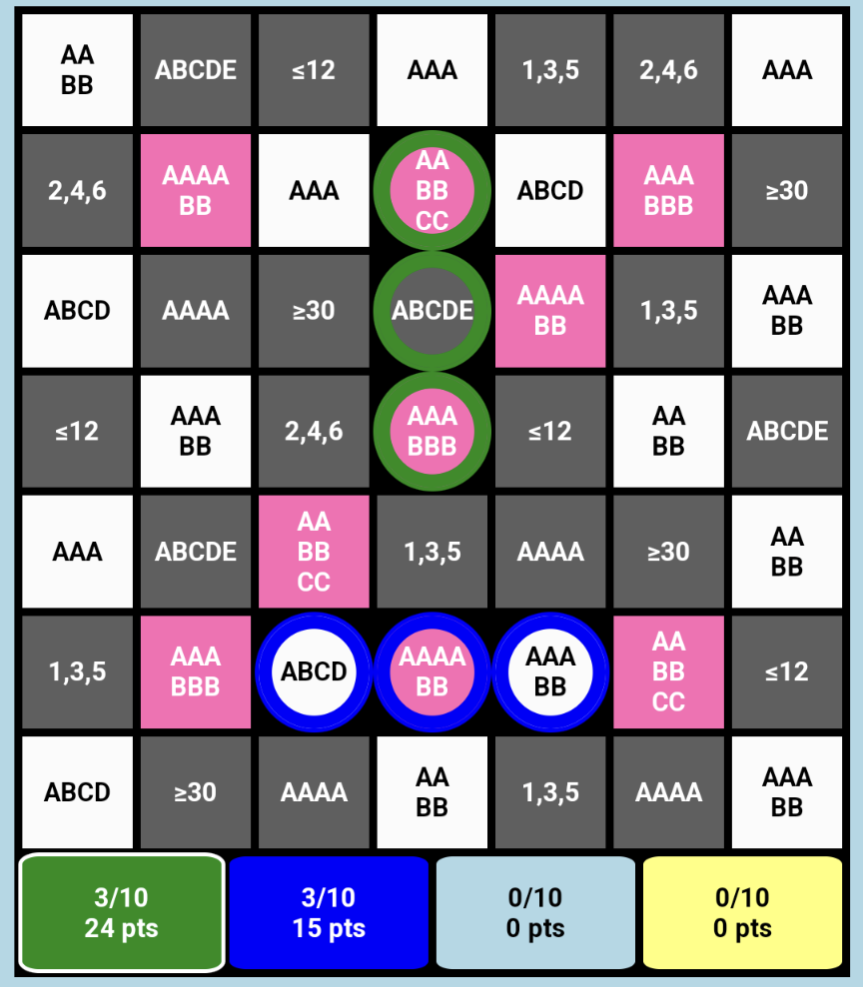 AA
BB
ABCDE
≤12
AAA
1,3,5
2,4,6
AAA
2,4,6
AAAA
BB
AAA
AA
BB
CC
ABCD
AAA
BBB
≥30
ABCD
AAAA
≥30
ABCDE
AAAA
BB
1,3,5
AAA
BB
≤12
AAA
BB
2,4,6
AAA
BBB
≤12
AA
BB
ABCDE
AAA
ABCDE
AA
BB
CC
1,3,5
AAAA
≥30
AA
BB
1,3,5
AAA
BBB
ABCD
AAAA
BB
AAA
BB
AA
BB
CC
≤12
ABCD
≥30
AAAA
AA
BB
1,3,5
AAAA
AAA
BB
3/10
24 pts
3/10
15 pts
0/10
0 pts
0/10
0 pts